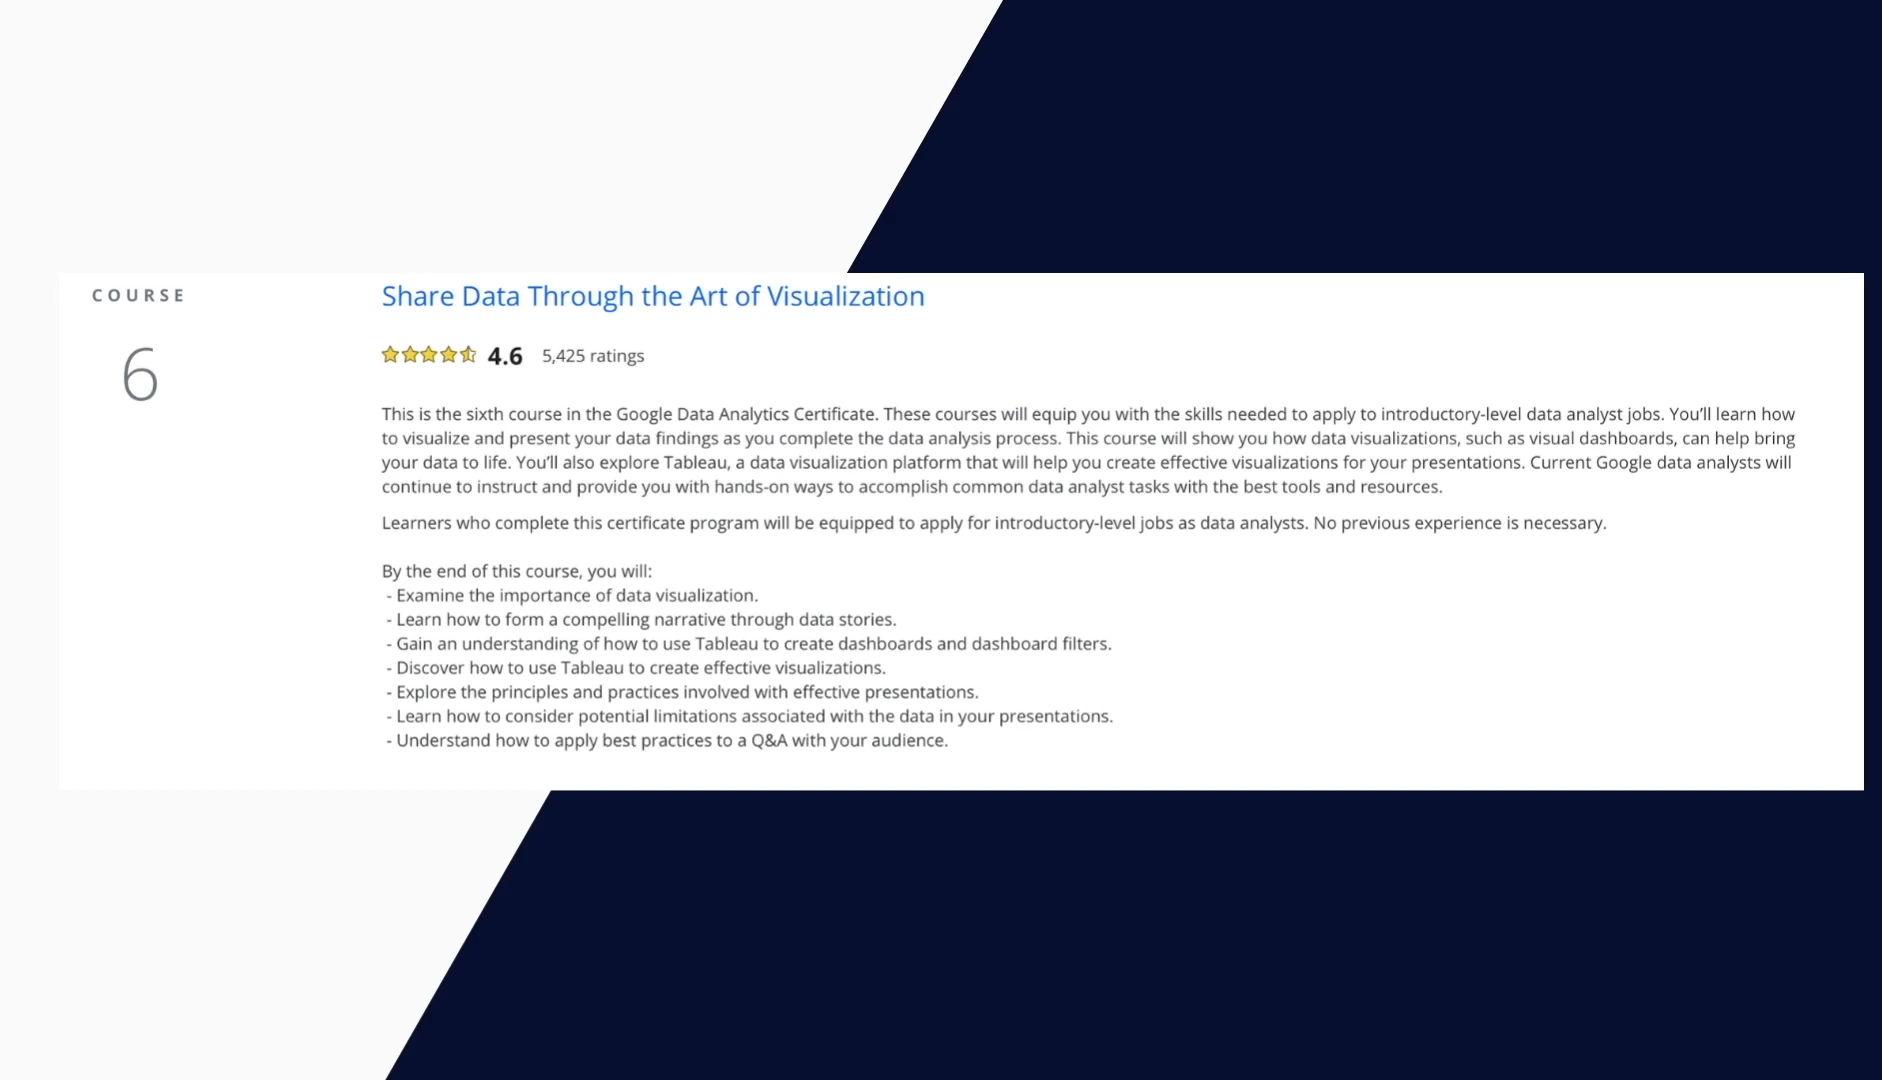 COURSE
6
Share Data Through the Art of Visualization
4.6 5,425 ratings
This is the sixth course in the Google Data Analytics Certificate. These courses will equip you with the skills needed to apply to introductory-level data analyst jobs. You’ll learn how
to visualize and present your data findings as you complete the data analysis process. This course will show you how data visualizations, such as visual dashboards, can help bring
your data to life. You’ll also explore Tableau, a data visualization platform that will help you create effective visualizations for your presentations. Current Google data analysts will
continue to instruct and provide you with hands-on ways to accomplish common data analyst tasks with the best tools and resources.
Learners who complete this certificate program will be equipped to apply for introductory-level jobs as data analysts. No previous experience is necessary.
By the end of this course, you will:
- Examine the importance of data visualization.
- Learn how to form a compelling narrative through data stories.
- Gain an understanding of how to use Tableau to create dashboards and dashboard filters.
- Discover how to use Tableau to create effective visualizations.
- Explore the principles and practices involved with effective presentations.
- Learn how to consider potential limitations associated with the data in your presentations.
- Understand how to apply best practices to a Q&A with your audience.